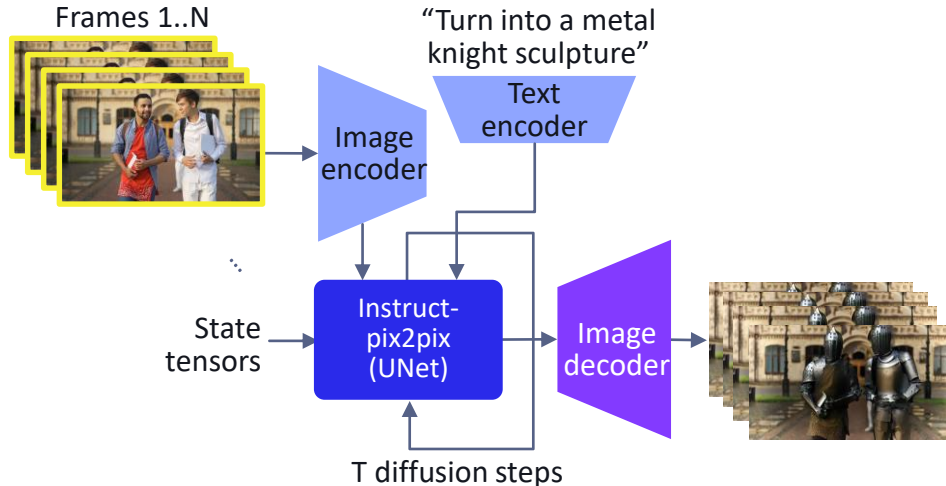 Frames 1..N
“Turn into a metal
knight sculpture”
Text
encoder
Image
encoder
State
tensors
Instruct-
pix2pix
(UNet)
Image
decoder
T diffusion steps